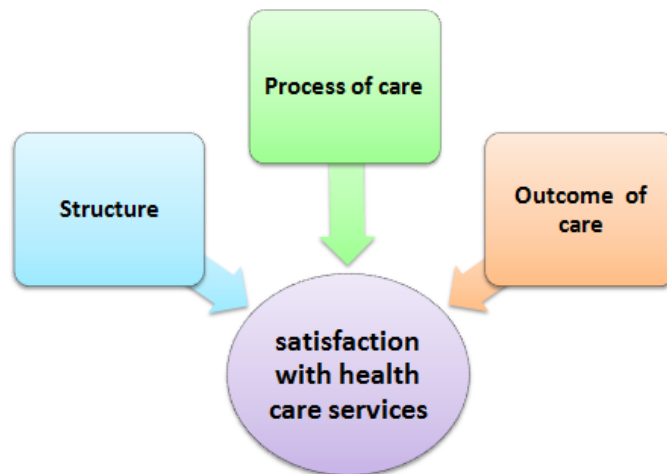 Process of care
Structure
Outcome of
care
satisfaction
with health
care services